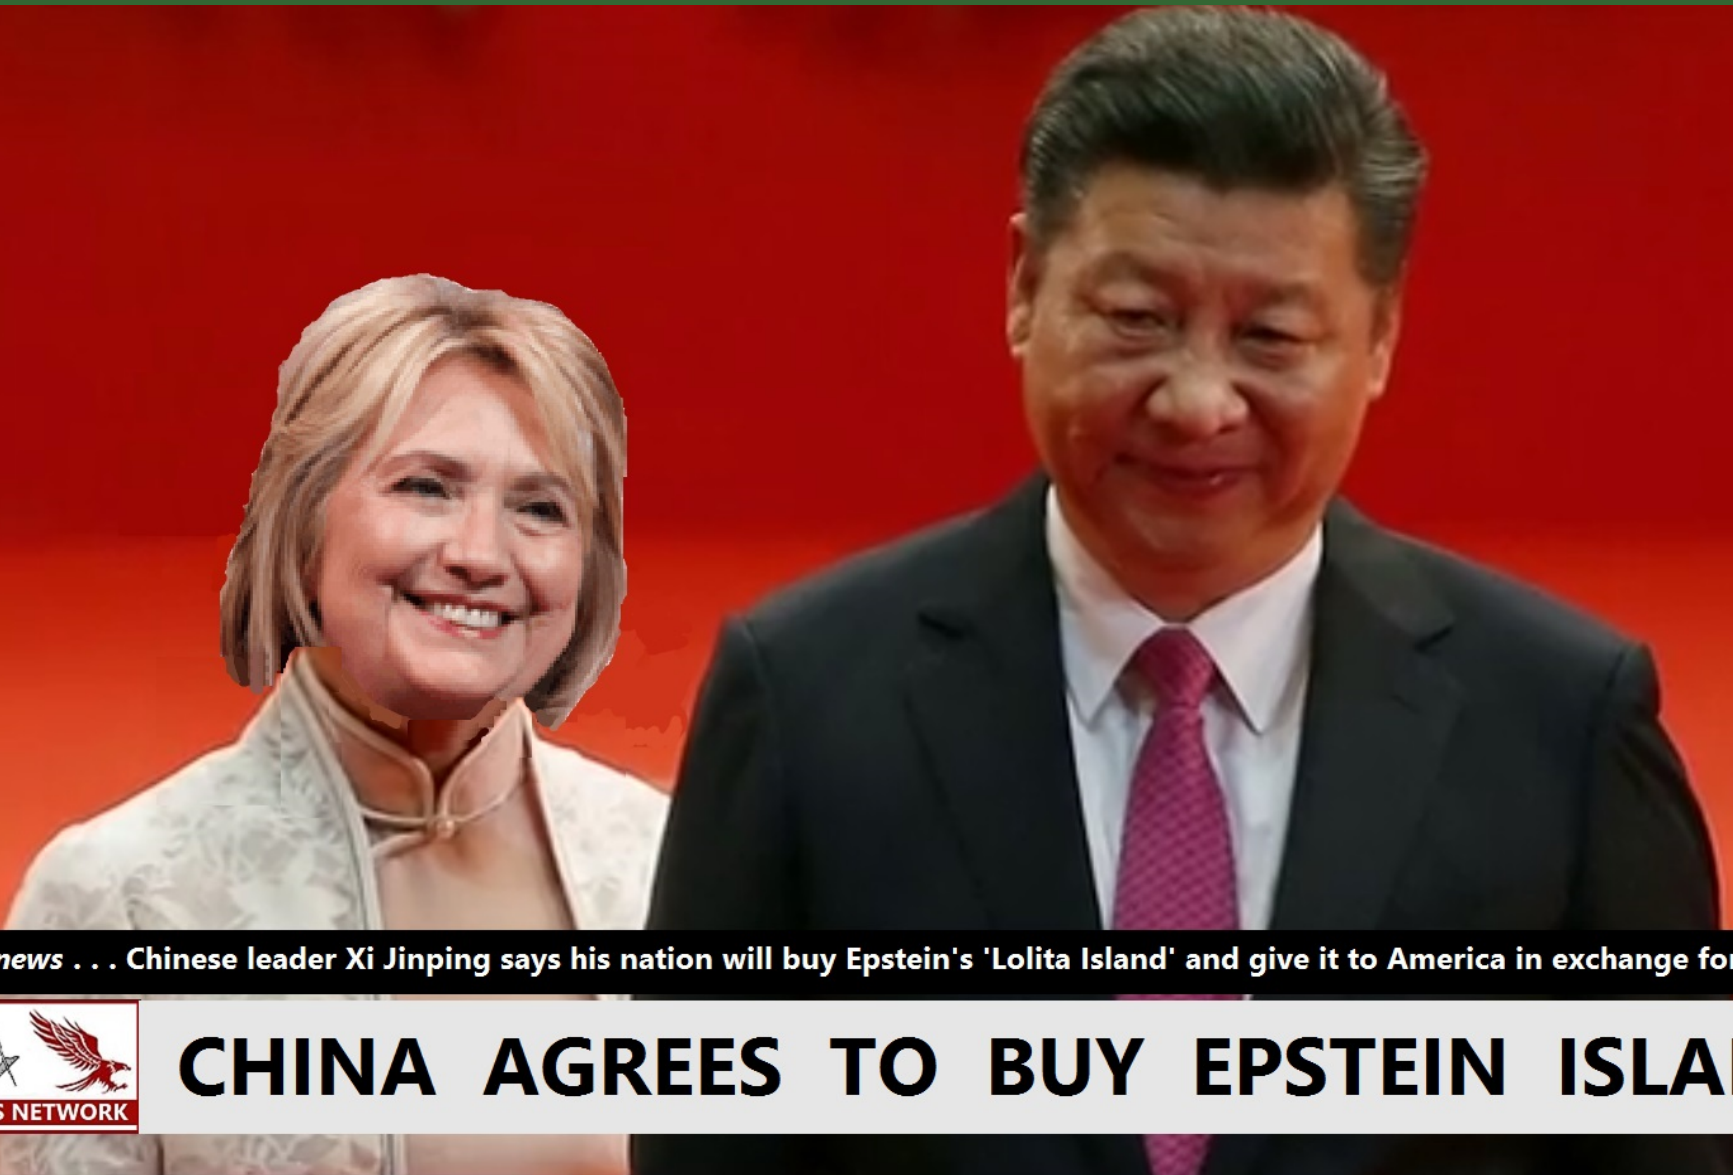 news . . . Chinese leader Xi Jinping says his nation will buy Epstein's 'Lolita Island' and give it to America in exchange for
CHINA AGREES TO BUY EPSTEIN ISLA
S NETWORK